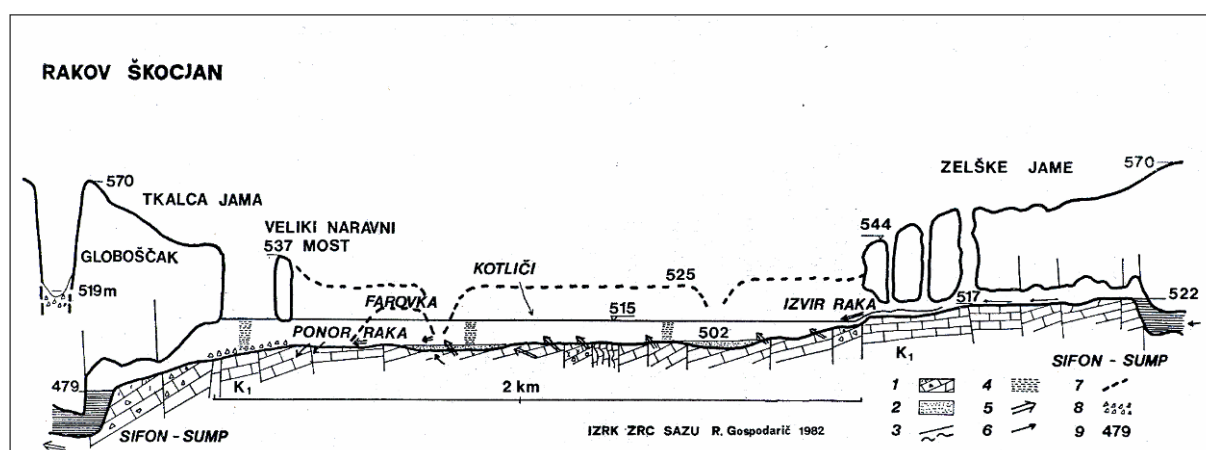 RAKOV ŠKOCJAN
570
TKALCA JAMA
GLOBOŠČAK
519m
VELIKI NARAVNI
537 MOST
FAROVKA
KOTLIČI
PONOR RAKA
515
525
502
ZELŠKE JAME
570
544
IZVIR RAKA
517
522
SIFON - SUMP
479
SIFON - SUMP
K1
2 km
K1
1
2
3
4
5
6
7
8
9 479
IZRK ZRC SAZU R. Gospodarič 1982